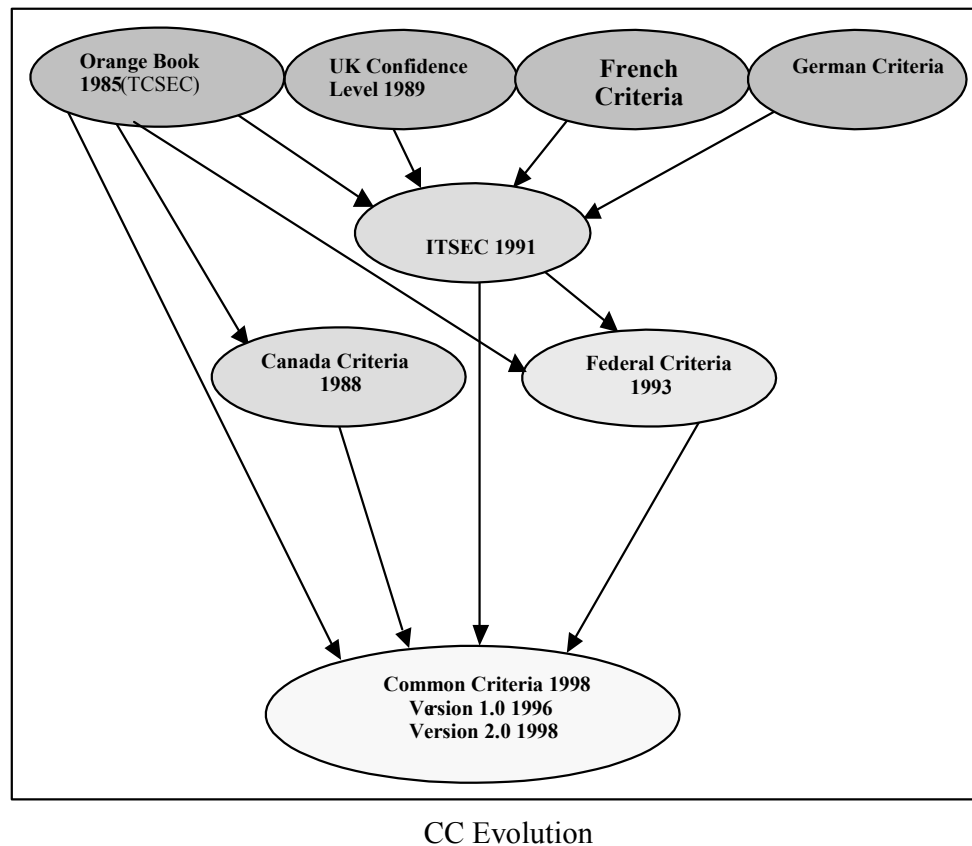 Orange Book
1985(TCSEC)
UK Confidence
Level 1989
French
Criteria
German Criteria
ITSEC 1991
Canada Criteria
1988
Federal Criteria
1993
Common Criteria 1998
Version 1.0 1996
Version 2.0 1998
CC Evolution